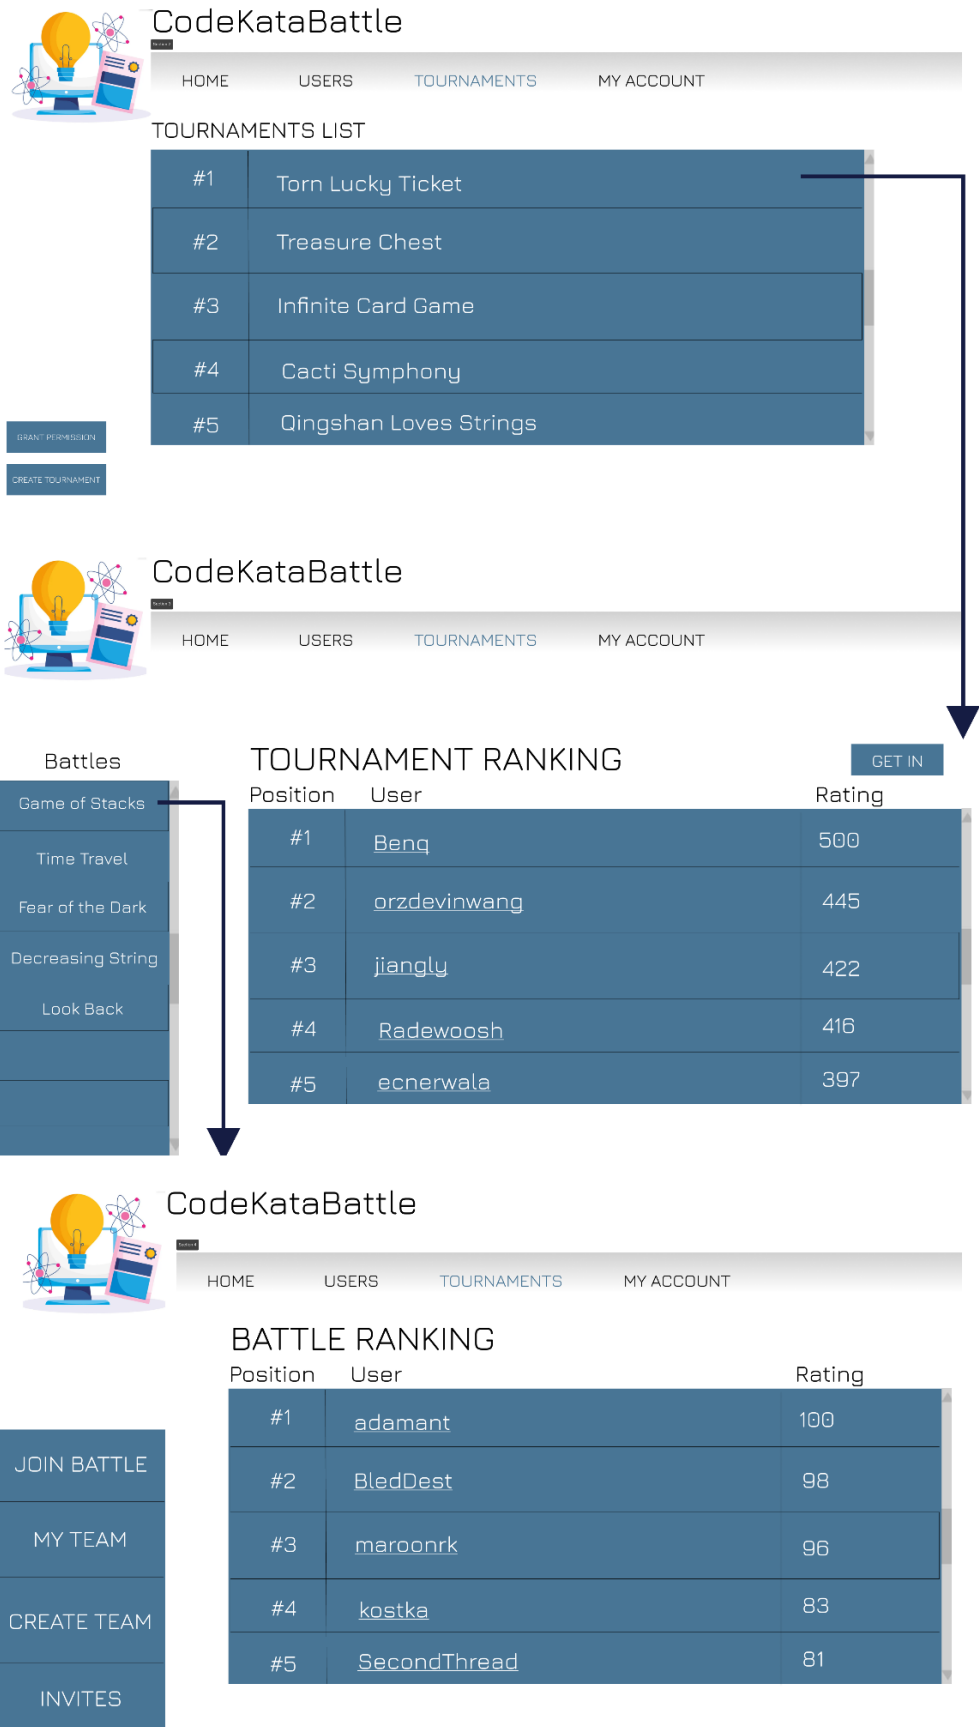 CodeKataBattle
HOME USERS TOURNAMENTS MY ACCOUNT
TOURNAMENTS LIST
#1 Torn Lucky Ticket
#2 Treasure Chest
#3 Infinite Card Game
#4 Cacti Symphony
#5 Qingshan Loves Strings
GRANT PERMISSION
CREATE TOURNAMENT
CodeKataBattle
HOME USERS TOURNAMENTS MY ACCOUNT
Battles
Game of Stacks
Time Travel
Fear of the Dark
Decreasing String
Look Back
TOURNAMENT RANKING
GET IN
Position User Rating
#1 Benq 500
#2 orzdevinwang 445
#3 jiangly 422
#4 Radewoosh 416
#5 ecnerwala 397
CodeKataBattle
HOME USERS TOURNAMENTS MY ACCOUNT
BATTLE RANKING
Position User Rating
#1 adamant 100
#2 BledDest 98
#3 maroonrk 96
#4 kostka 83
#5 SecondThread 81
JOIN BATTLE
MY TEAM
CREATE TEAM
INVITES